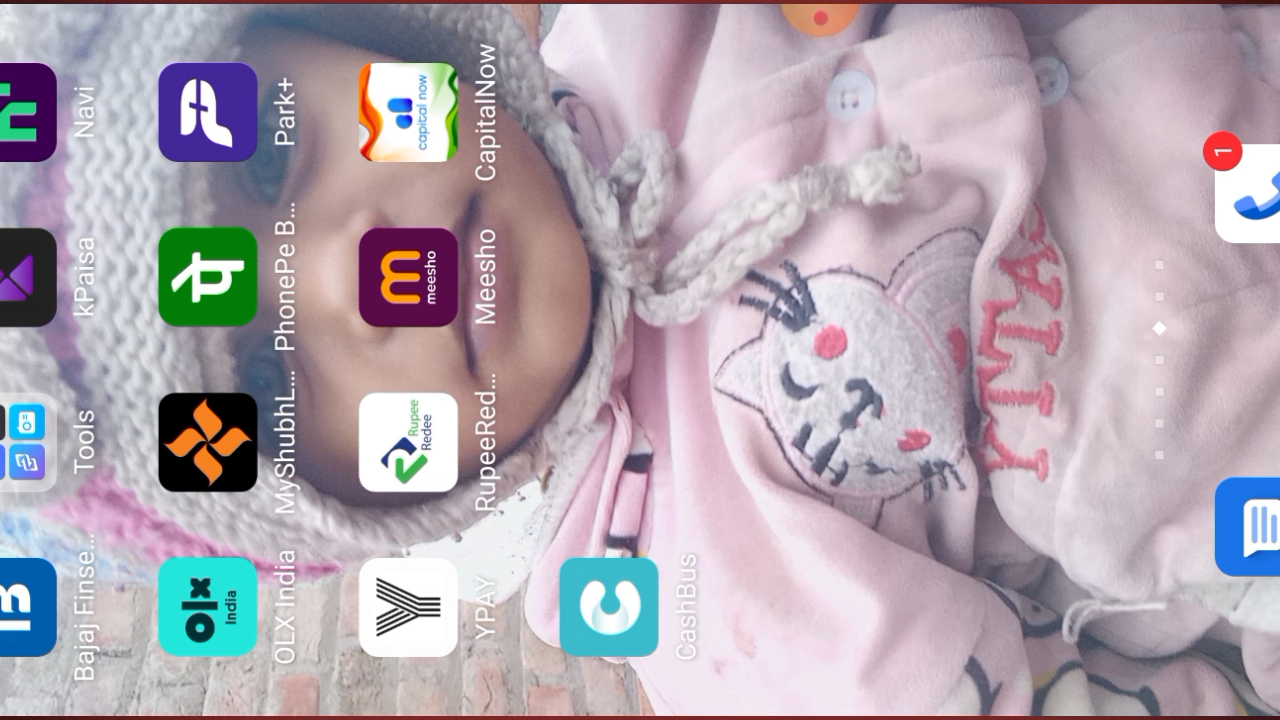 Bajaj Finse...
Tools
kPaisa
Navi
olx
India
OLX India
MyShubhL...
PhonePe B...
Park+
Rupee
Redee
meesho
capital now
YPAY
RupeeRed...
Meesho
CapitalNow
CashBus
1